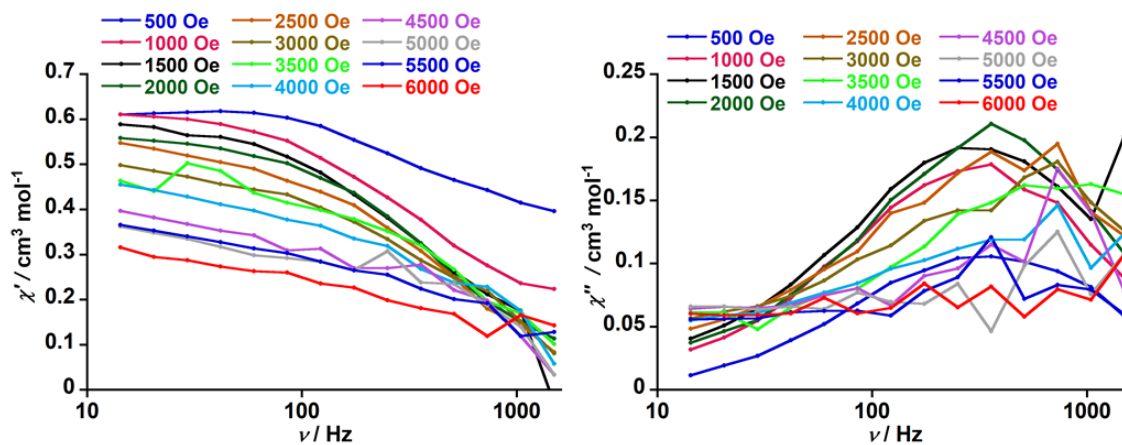 500 Oe 2500 Oe 4500 Oe
1000 Oe 3000 Oe 5000 Oe
1500 Oe 3500 Oe 5500 Oe
2000 Oe 4000 Oe 6000 Oe
0.7
0.6
0.5
0.4
0.3
0.2
0.1
0
χ′ / cm³ mol⁻¹
10 100 1000
ν / Hz
500 Oe 2500 Oe 4500 Oe
1000 Oe 3000 Oe 5000 Oe
1500 Oe 3500 Oe 5500 Oe
2000 Oe 4000 Oe 6000 Oe
0.25
0.2
0.15
0.1
0.05
0
χ″ / cm³ mol⁻¹
10 100 1000
ν / Hz